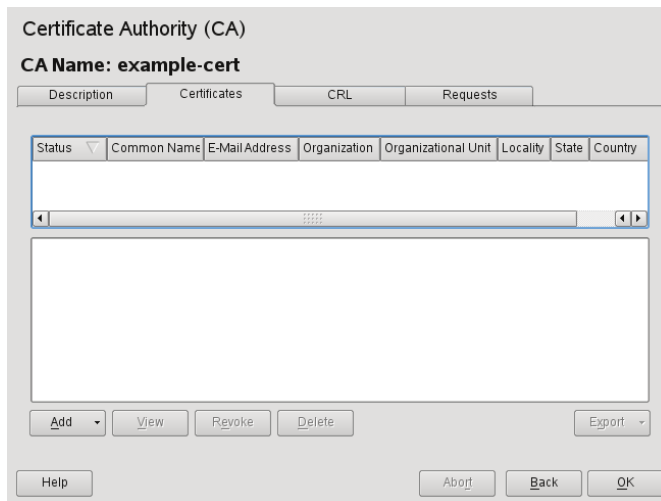 Certificate Authority (CA)
CA Name: example-cert
Description Certificates CRL Requests
Status Common Name E-Mail Address Organization Organizational Unit Locality State Country
Add View Revoke Delete Export
Help Abort Back OK